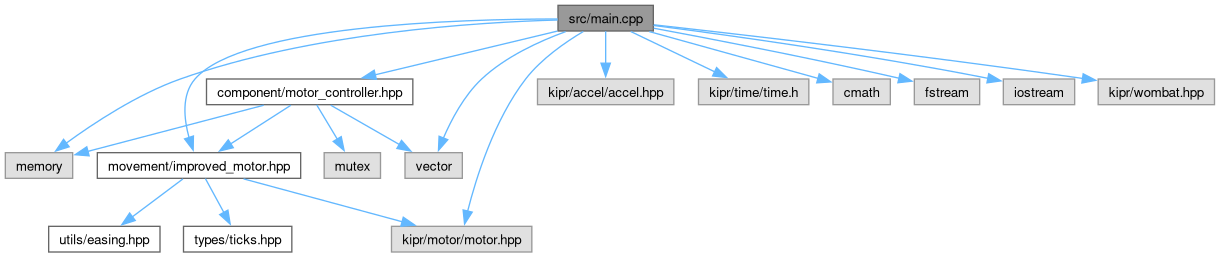 src/main.cpp
component/motor_controller.hpp
kipr/accel/accel.hpp
kipr/time/time.h
cmath
fstream
iostream
kipr/wombat.hpp
memory
movement/improved_motor.hpp
mutex
vector
utils/easing.hpp
types/ticks.hpp
kipr/motor/motor.hpp